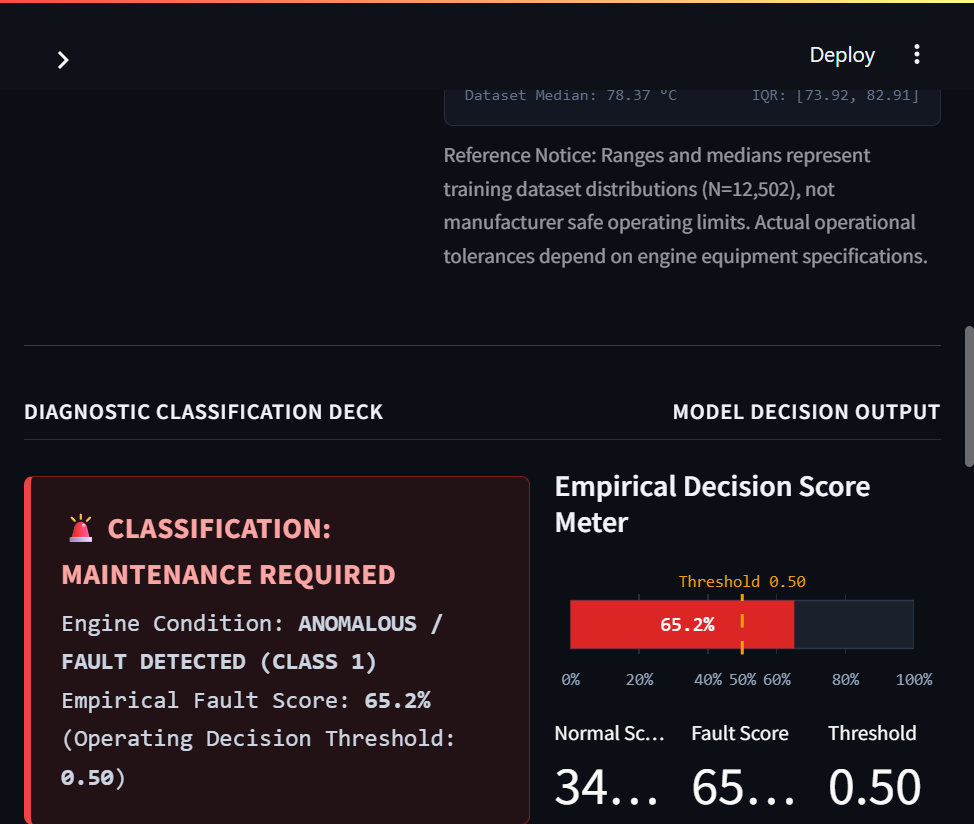 Deploy
Dataset Median: 78.37 °C IQR: [73.92, 82.91]
Reference Notice: Ranges and medians represent
training dataset distributions (N=12,502), not
manufacturer safe operating limits. Actual operational
tolerances depend on engine equipment specifications.
DIAGNOSTIC CLASSIFICATION DECK
MODEL DECISION OUTPUT
🚨 CLASSIFICATION:
MAINTENANCE REQUIRED
Engine Condition: ANOMALOUS /
FAULT DETECTED (CLASS 1)
Empirical Fault Score: 65.2%
(Operating Decision Threshold:
0.50)
Empirical Decision Score
Meter
Threshold 0.50
65.2%
0% 20% 40% 50% 60% 80% 100%
Normal Sc... Fault Score Threshold
34... 65... 0.50